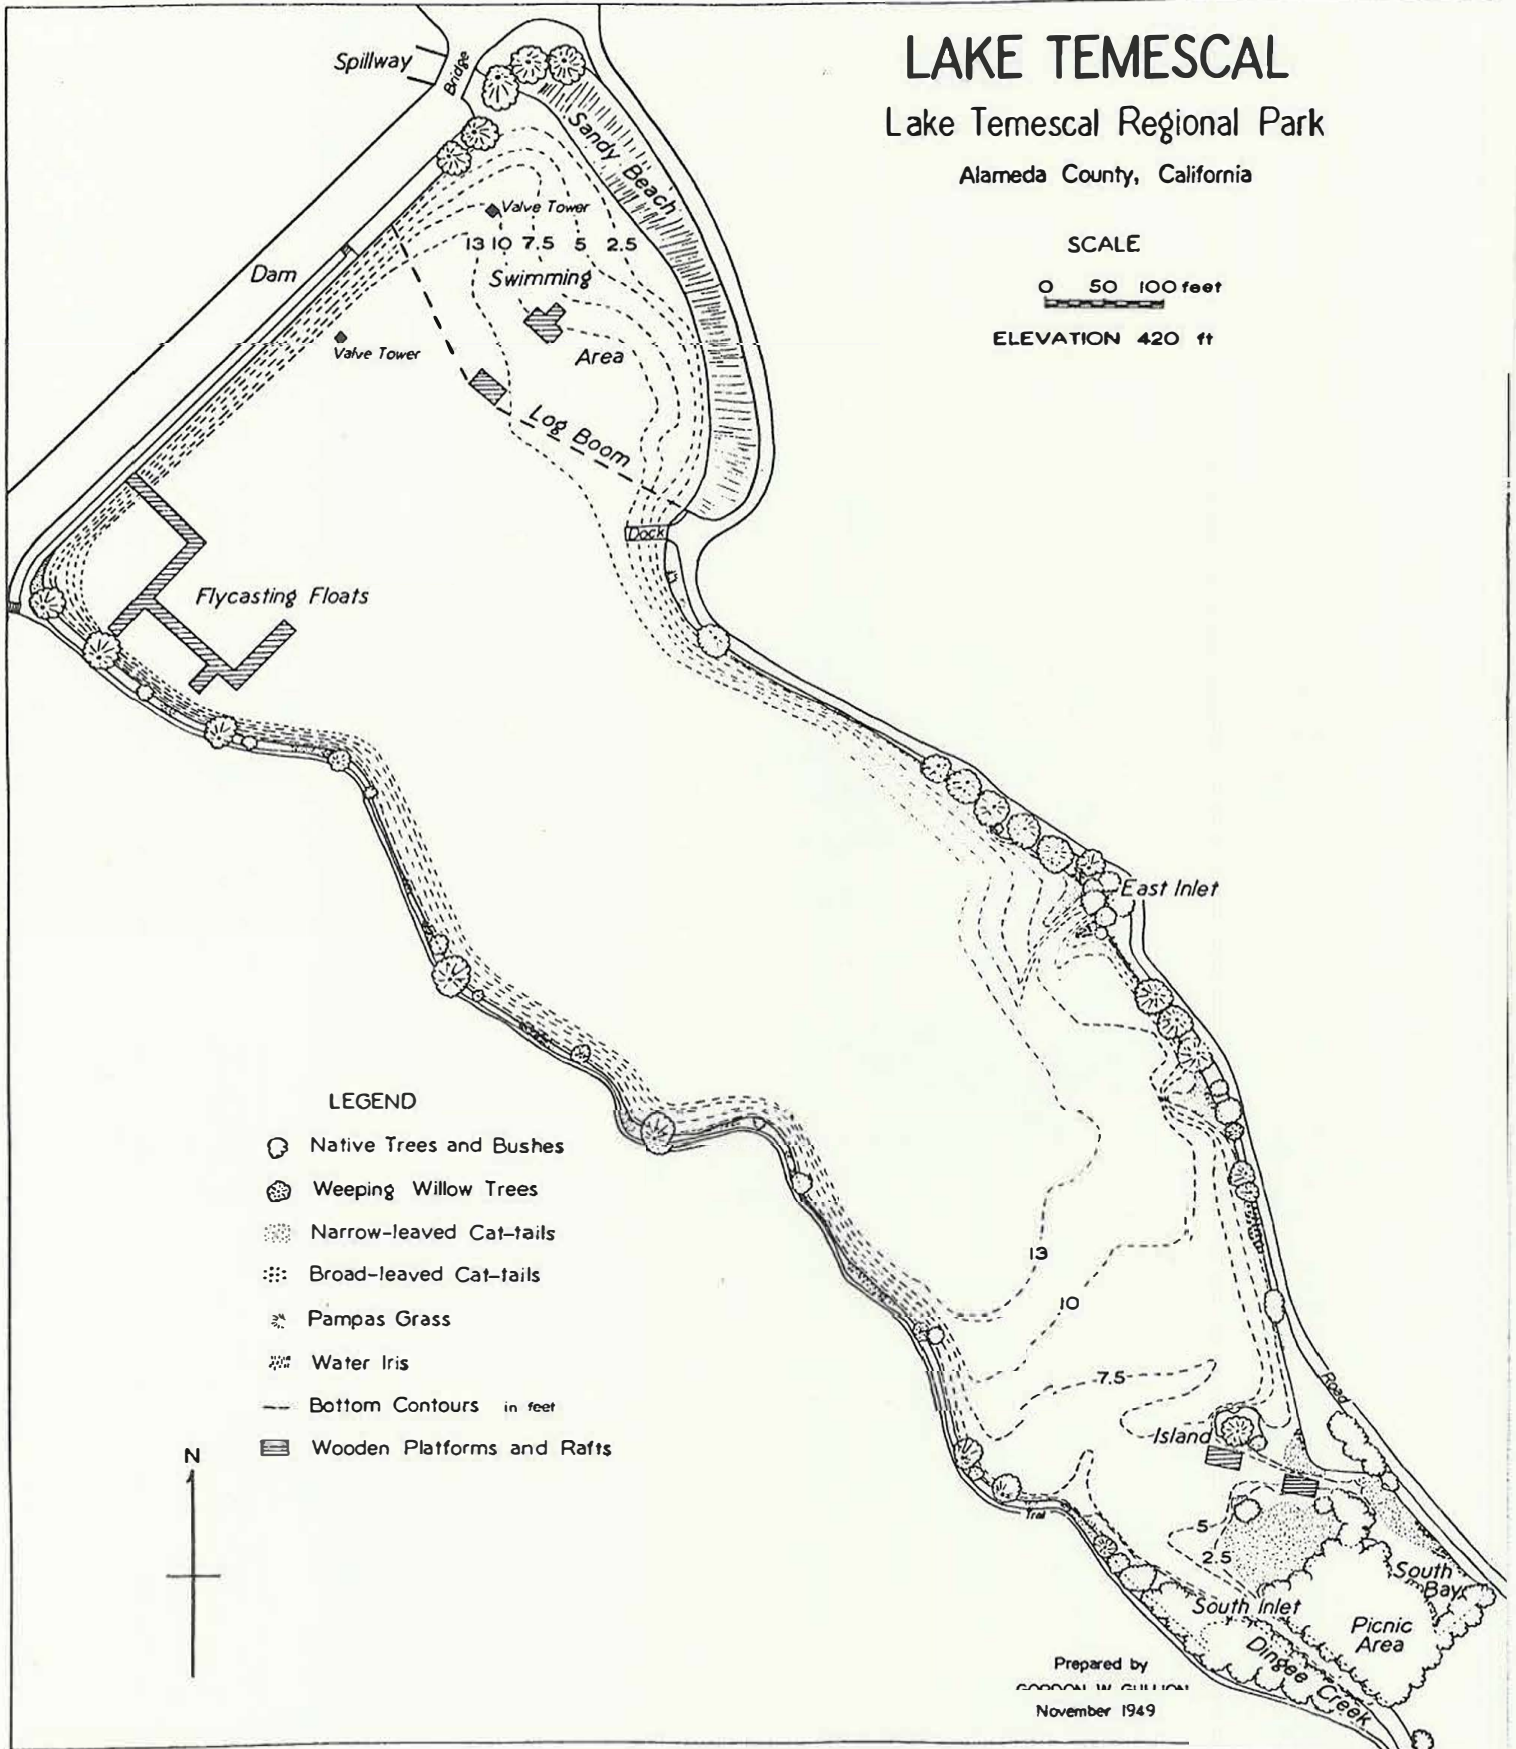 LAKE TEMESCAL
Lake Temescal Regional Park
Alameda County, California
SCALE
0 50 100 feet
ELEVATION 420 ft
Spillway
Bridge
Sandy Beach
Valve Tower
13 10 7.5 5 2.5
Swimming
Area
Dam
Valve Tower
Log Boom
Dock
Flycasting Floats
East Inlet
13
10
7.5
Island
Road
Trail
5
2.5
South
Bay
South Inlet
Picnic
Area
Dingee Creek
LEGEND
Native Trees and Bushes
Weeping Willow Trees
Narrow-leaved Cat-tails
Broad-leaved Cat-tails
Pampas Grass
Water Iris
Bottom Contours in feet
Wooden Platforms and Rafts
N
Prepared by
GORDON W GULLION
November 1949